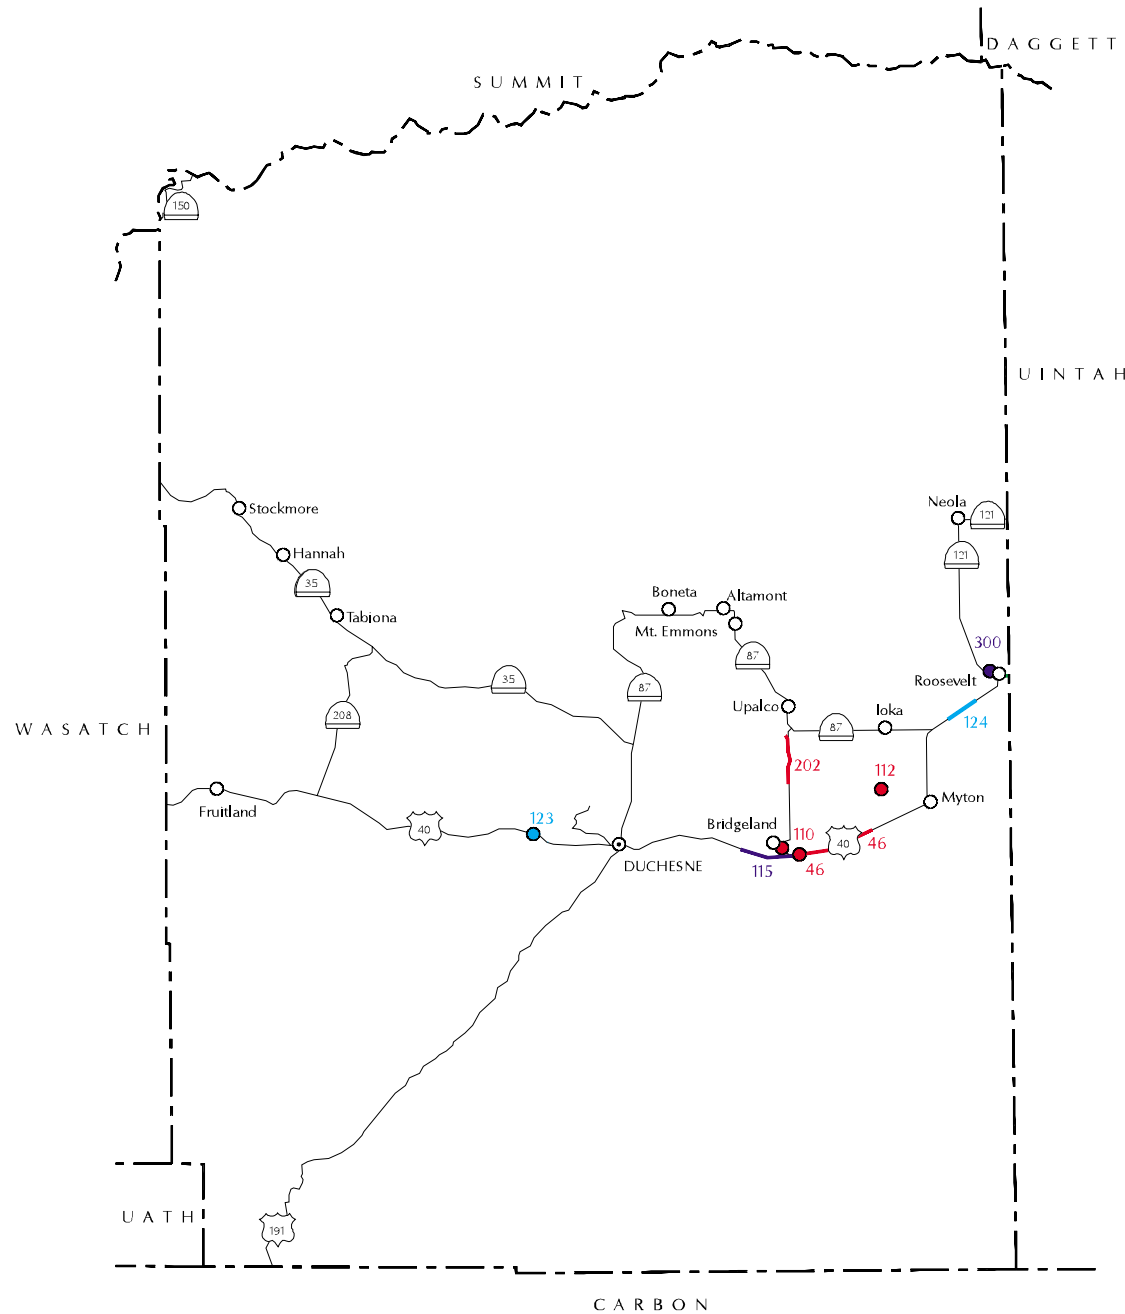 DAGGETT
SUMMIT
150
UINTAH
Neola
121
Stockmore
121
Hannah
35
Boneta
Altamont
Tabiona
Mt. Emmons
300
87
Roosevelt
35
87
Upalco
Ioka
208
124
WASATCH
87
202
112
Myton
Fruitland
123
Bridgeland
40
110
46
40
DUCHESNE
115
46
UATH
191
CARBON